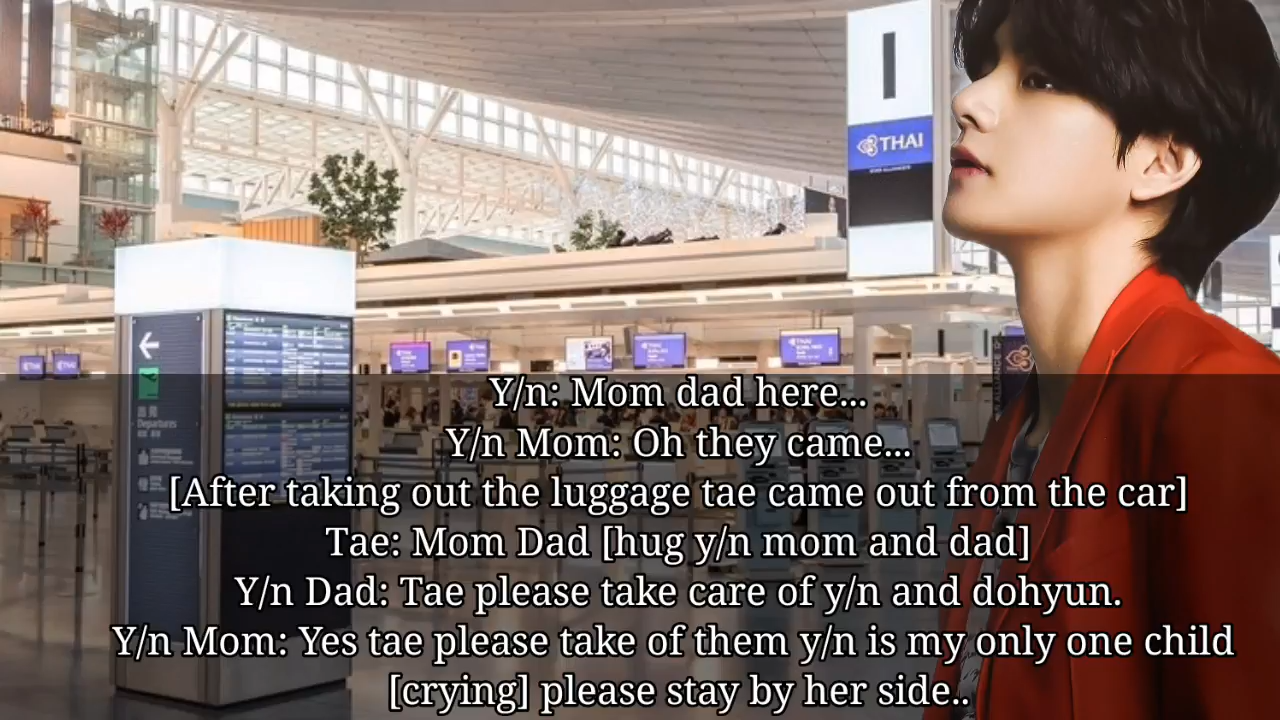 I
THAI
Departures
Y/n: Mom dad here...
Y/n Mom: Oh they came...
[After taking out the luggage tae came out from the car]
Tae: Mom Dad [hug y/n mom and dad]
Y/n Dad: Tae please take care of y/n and dohyun.
Y/n Mom: Yes tae please take of them y/n is my only one child
[crying] please stay by her side..